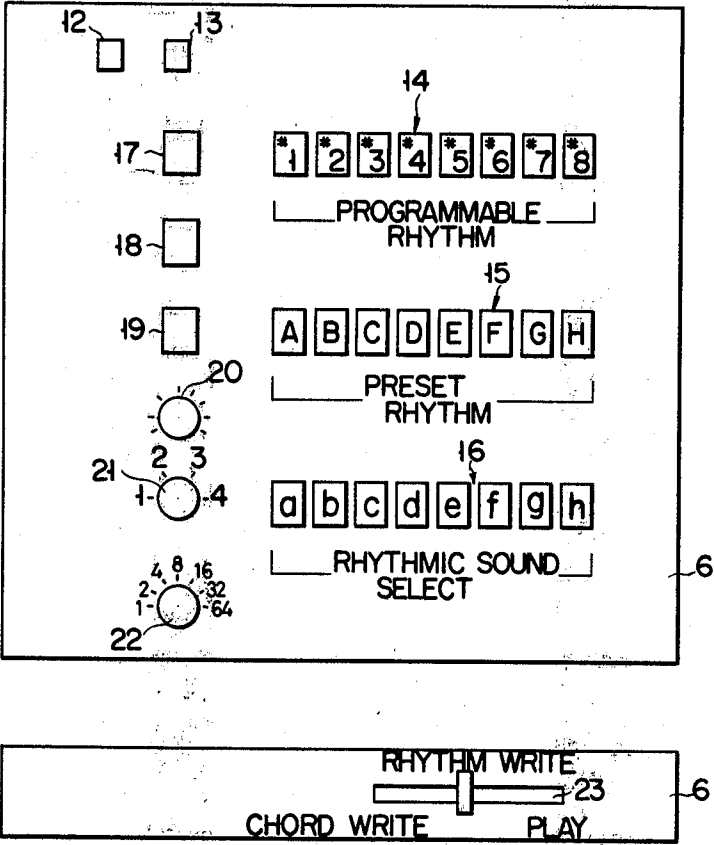 12 13
14
17 #1 #2 #3 #4 #5 #6 #7 #8
PROGRAMMABLE
RHYTHM
18
15
19 A B C D E F G H
20
PRESET
RHYTHM
2 3
16
21
1 4
a b c d e f g h
RHYTHMIC SOUND
SELECT
6
8
4 16
2 32
1 64
22
RHYTHM WRITE
23 6
CHORD WRITE PLAY